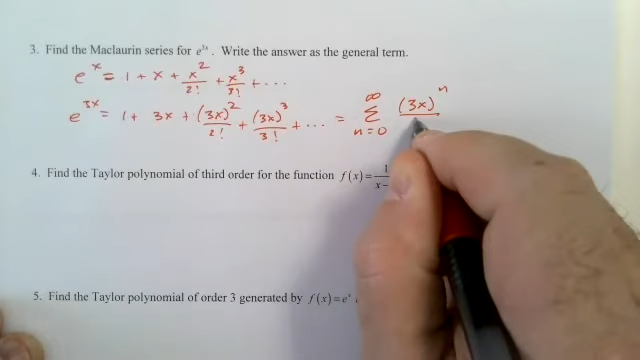 3. Find the Maclaurin series for e^{3x}. Write the answer as the general term.
e^x = 1 + x + x^2/2! + x^3/3! + ...
e^{3x} = 1 + 3x + (3x)^2/2! + (3x)^3/3! + ... = ∑_{n=0}^{∞} (3x)^n
4. Find the Taylor polynomial of third order for the function f(x)= 1/x-
5. Find the Taylor polynomial of order 3 generated by f(x)=e^x